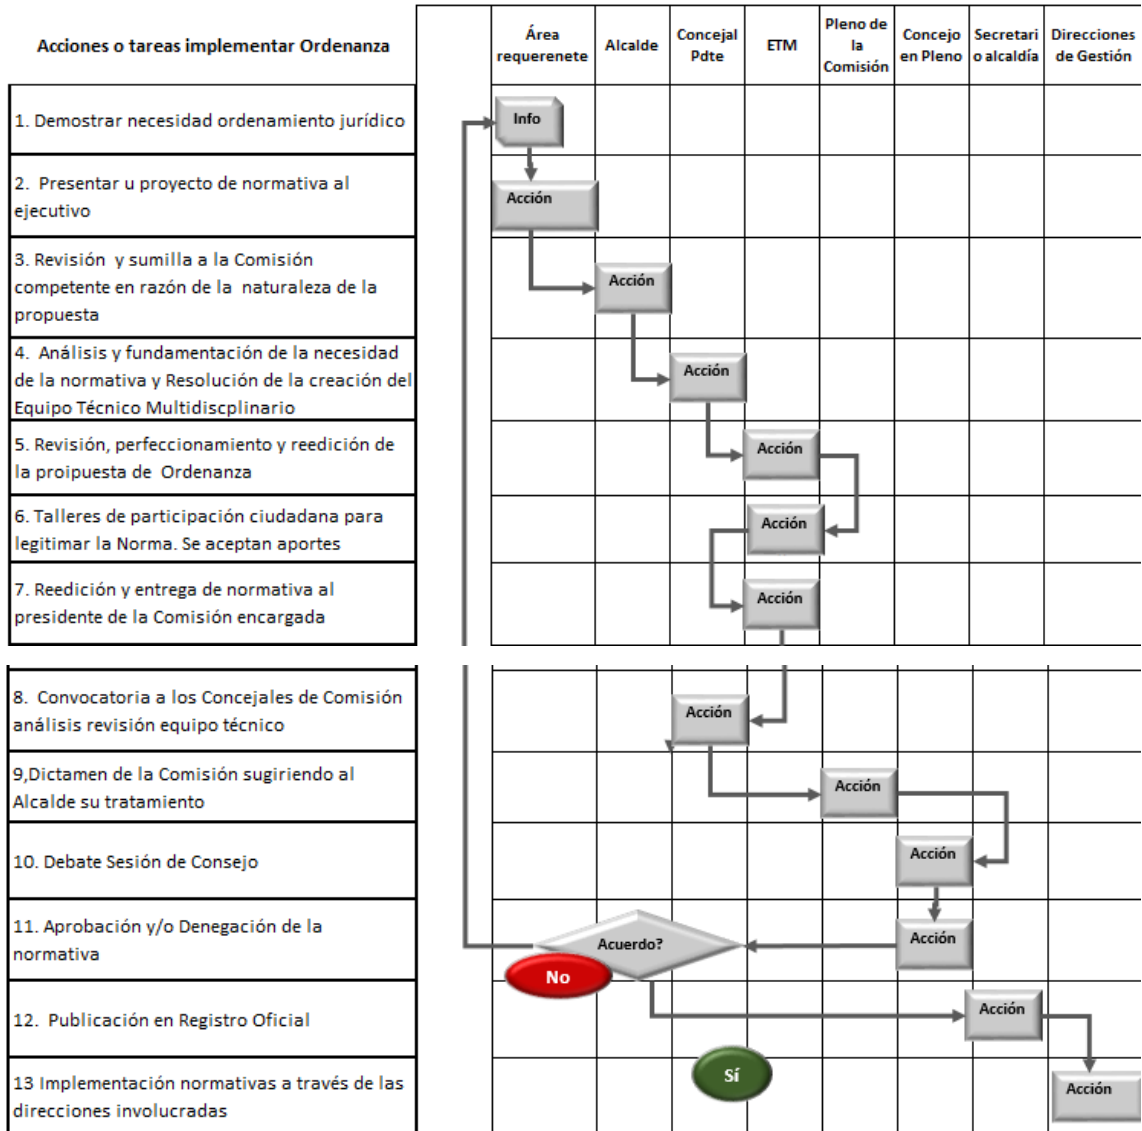 Acciones o tareas implementar Ordenanza
Área
requerenete
Alcalde
Concejal
Pdte
ETM
Pleno de
la
Comisión
Concejo
en Pleno
Secretari
o alcaldía
Direcciones
de Gestión
1. Demostrar necesidad ordenamiento jurídico
Info
2. Presentar u proyecto de normativa al
ejecutivo
Acción
3. Revisión y sumilla a la Comisión
competente en razón de la naturaleza de la
propuesta
Acción
4. Análisis y fundamentación de la necesidad
de la normativa y Resolución de la creación del
Equipo Técnico Multidiscplinario
Acción
5. Revisión, perfeccionamiento y reedición de
la proipuesta de Ordenanza
Acción
6. Talleres de participación ciudadana para
legitimar la Norma. Se aceptan aportes
Acción
7. Reedición y entrega de normativa al
presidente de la Comisión encargada
Acción
8. Convocatoria a los Concejales de Comisión
análisis revisión equipo técnico
Acción
9,Dictamen de la Comisión sugiriendo al
Alcalde su tratamiento
Acción
10. Debate Sesión de Consejo
Acción
11. Aprobación y/o Denegación de la
normativa
Acuerdo?
Acción
No
12. Publicación en Registro Oficial
Acción
Sí
13 Implementación normativas a través de las
direcciones involucradas
Acción